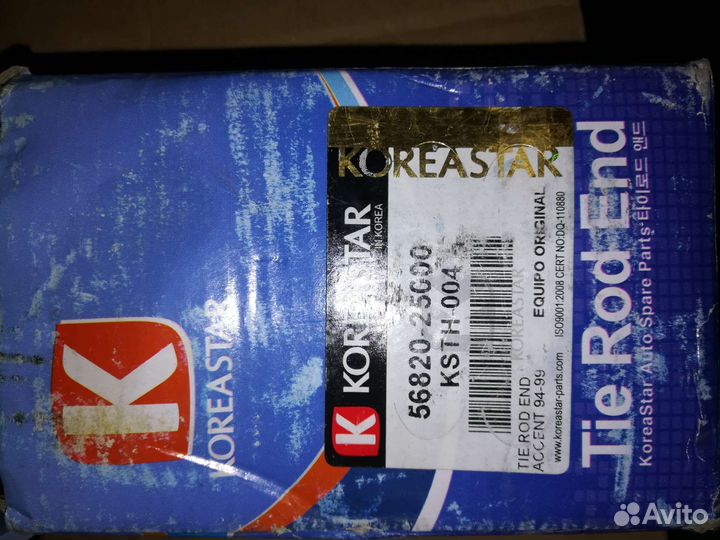 K
KOREASTAR
KOREASTAR
K KOREASTAR
IN KOREA
56820-25000
KSTH-004
KOREASTAR
TIE ROD END
EQUIPO ORIGINAL
ACCENT 94-99
www.koreastar-parts.com ISO9001:2008 CERT NO:DQ-110880
Tie Rod End
KoreaStar Auto Spare Parts 타이로드 앤드
Avito